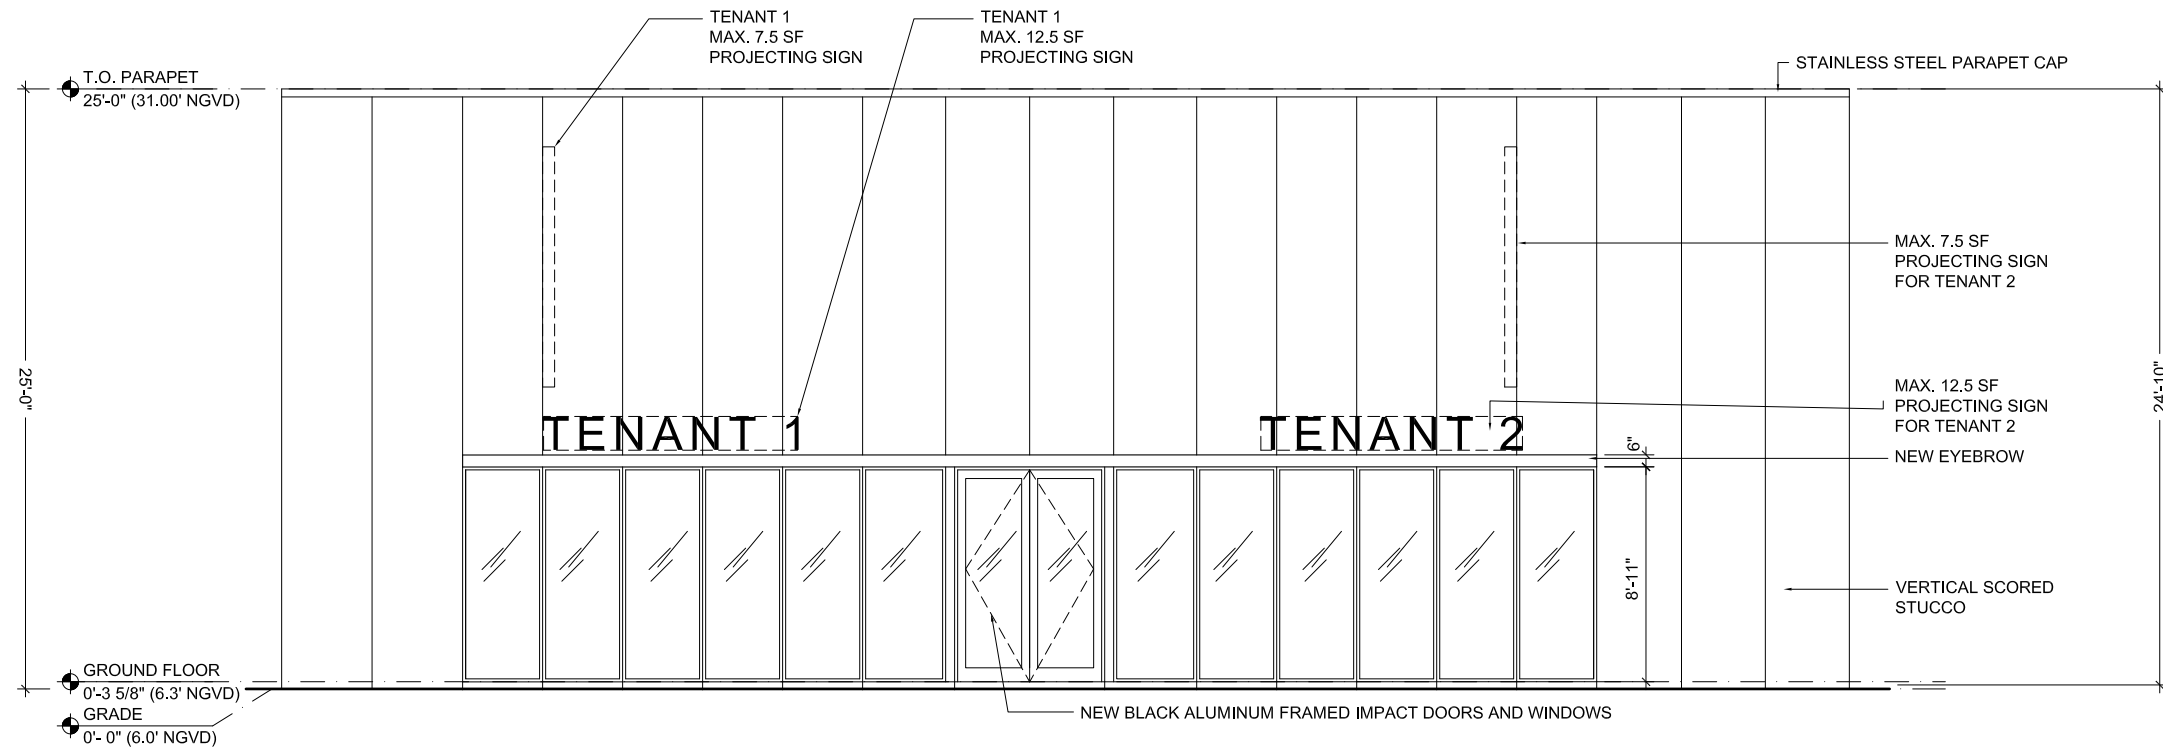 TENANT 1
MAX. 7.5 SF
PROJECTING SIGN
TENANT 1
MAX. 12.5 SF
PROJECTING SIGN
STAINLESS STEEL PARAPET CAP
T.O. PARAPET
25'-0" (31.00' NGVD)
MAX. 7.5 SF
PROJECTING SIGN
FOR TENANT 2
25'-0"
24'-10"
MAX. 12.5 SF
PROJECTING SIGN
FOR TENANT 2
TENANT 1
TENANT 2
6"
NEW EYEBROW
8'-11"
VERTICAL SCORED
STUCCO
GROUND FLOOR
0'-3 5/8" (6.3' NGVD)
GRADE
0'- 0" (6.0' NGVD)
NEW BLACK ALUMINUM FRAMED IMPACT DOORS AND WINDOWS